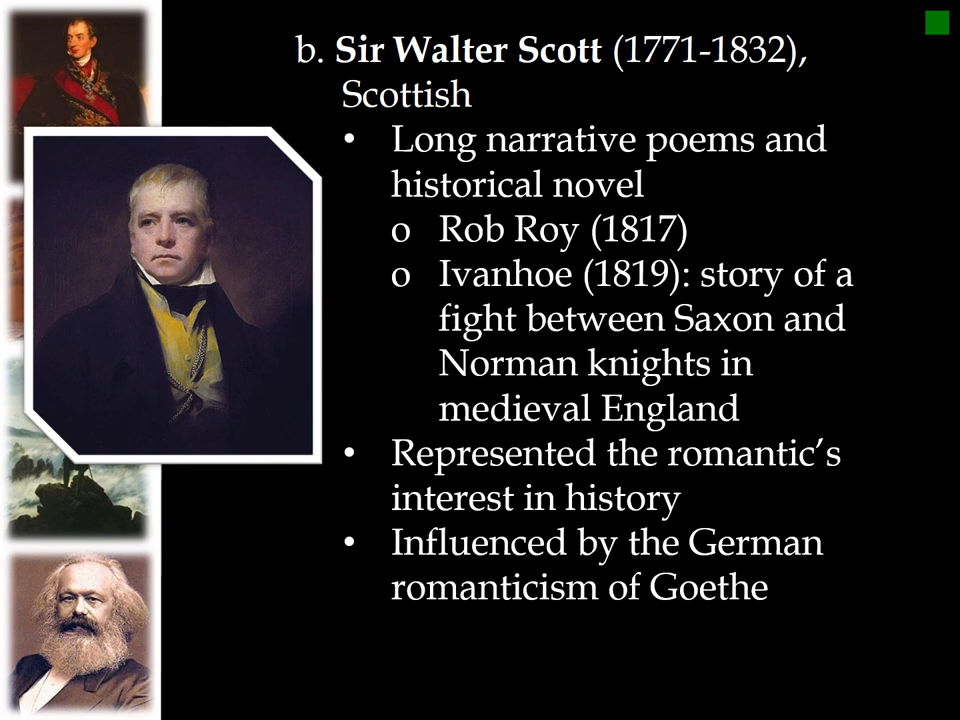 b. Sir Walter Scott (1771-1832),
Scottish
• Long narrative poems and
historical novel
o Rob Roy (1817)
o Ivanhoe (1819): story of a
fight between Saxon and
Norman knights in
medieval England
• Represented the romantic’s
interest in history
• Influenced by the German
romanticism of Goethe